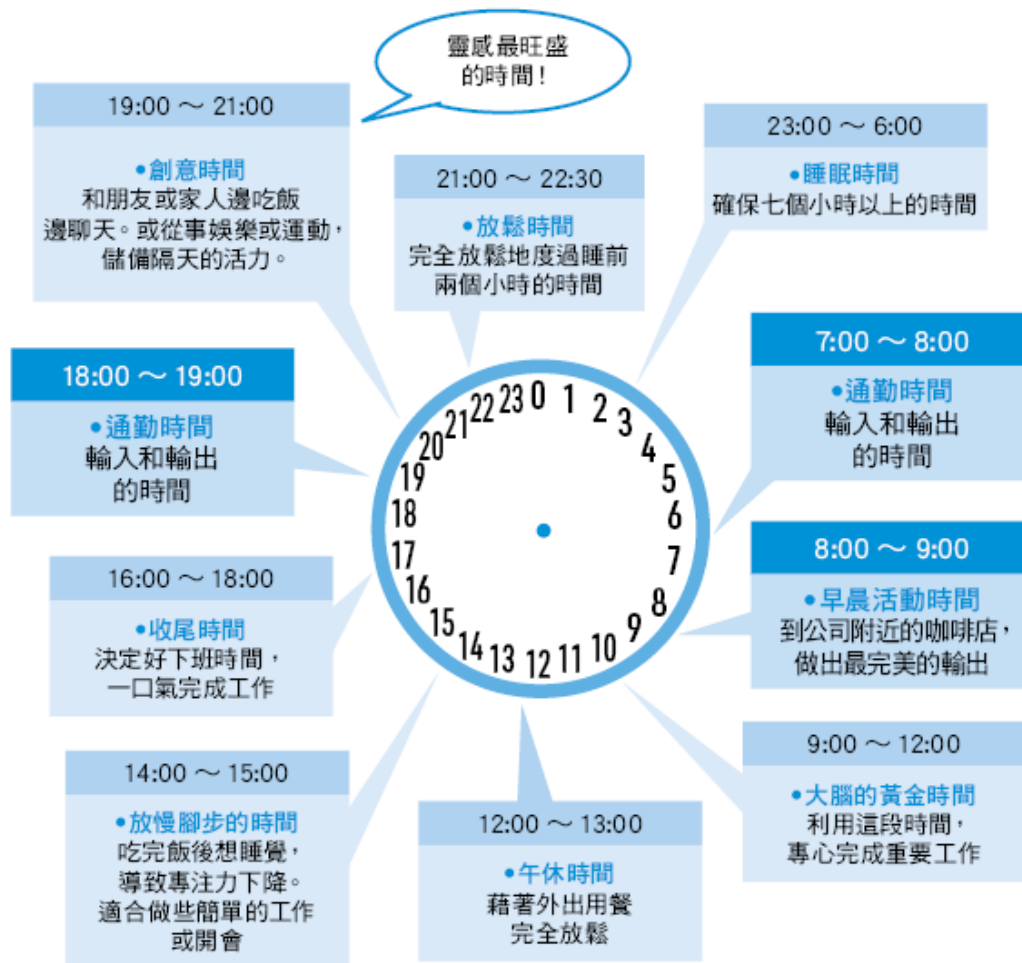 靈感最旺盛
的時間！
19:00 ～ 21:00
•創意時間
和朋友或家人邊吃飯
邊聊天。或從事娛樂或運動，
儲備隔天的活力。
21:00 ～ 22:30
•放鬆時間
完全放鬆地度過睡前
兩個小時的時間
23:00 ～ 6:00
•睡眠時間
確保七個小時以上的時間
7:00 ～ 8:00
•通勤時間
輸入和輸出
的時間
8:00 ～ 9:00
•早晨活動時間
到公司附近的咖啡店，
做出最完美的輸出
9:00 ～ 12:00
•大腦的黃金時間
利用這段時間，
專心完成重要工作
12:00 ～ 13:00
•午休時間
藉著外出用餐
完全放鬆
14:00 ～ 15:00
•放慢腳步的時間
吃完飯後想睡覺，
導致專注力下降。
適合做些簡單的工作
或開會
16:00 ～ 18:00
•收尾時間
決定好下班時間，
一口氣完成工作
18:00 ～ 19:00
•通勤時間
輸入和輸出
的時間
0
1
2
3
4
5
6
7
8
9
10
11
12
13
14
15
16
17
18
19
20
21
22
23